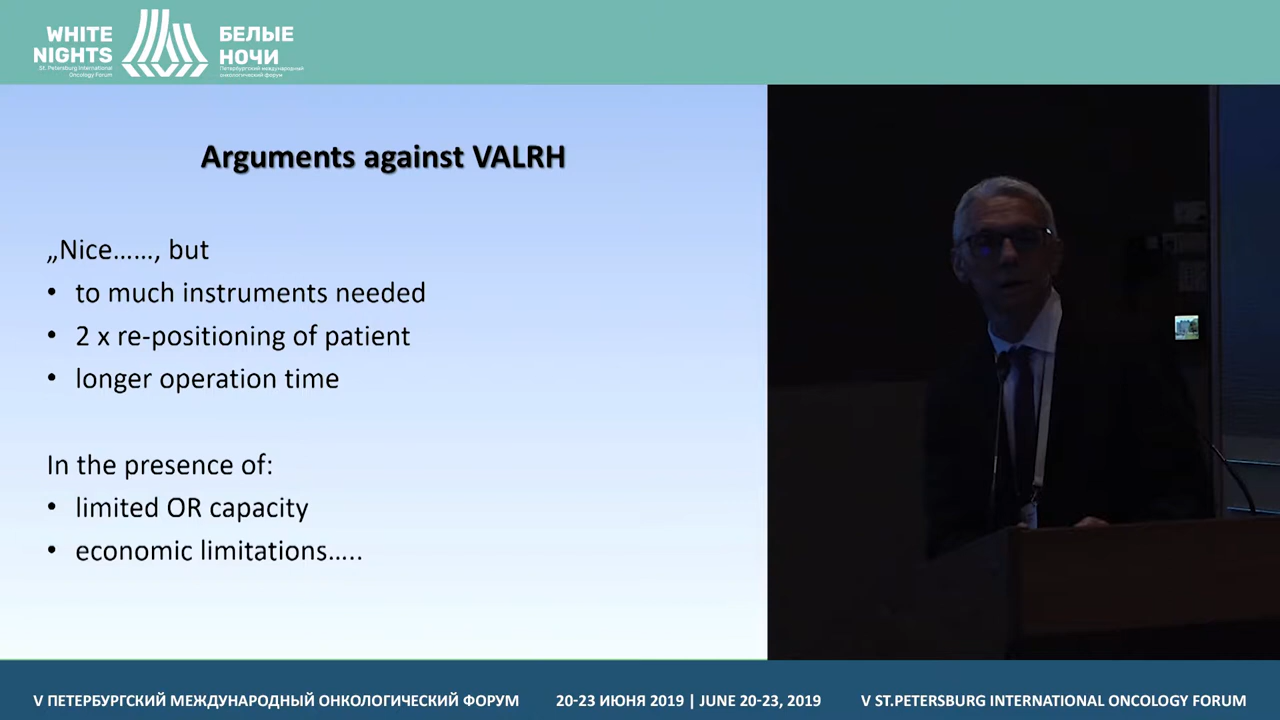 WHITE
NIGHTS
St. Petersburg International
Oncology Forum
БЕЛЫЕ
НОЧИ
Петербургский международный
онкологический форум
Arguments against VALRH
„Nice……, but
• to much instruments needed
• 2 x re-positioning of patient
• longer operation time
In the presence of:
• limited OR capacity
• economic limitations…..
V ПЕТЕРБУРГСКИЙ МЕЖДУНАРОДНЫЙ ОНКОЛОГИЧЕСКИЙ ФОРУМ
20-23 ИЮНЯ 2019 | JUNE 20-23, 2019
V ST.PETERSBURG INTERNATIONAL ONCOLOGY FORUM